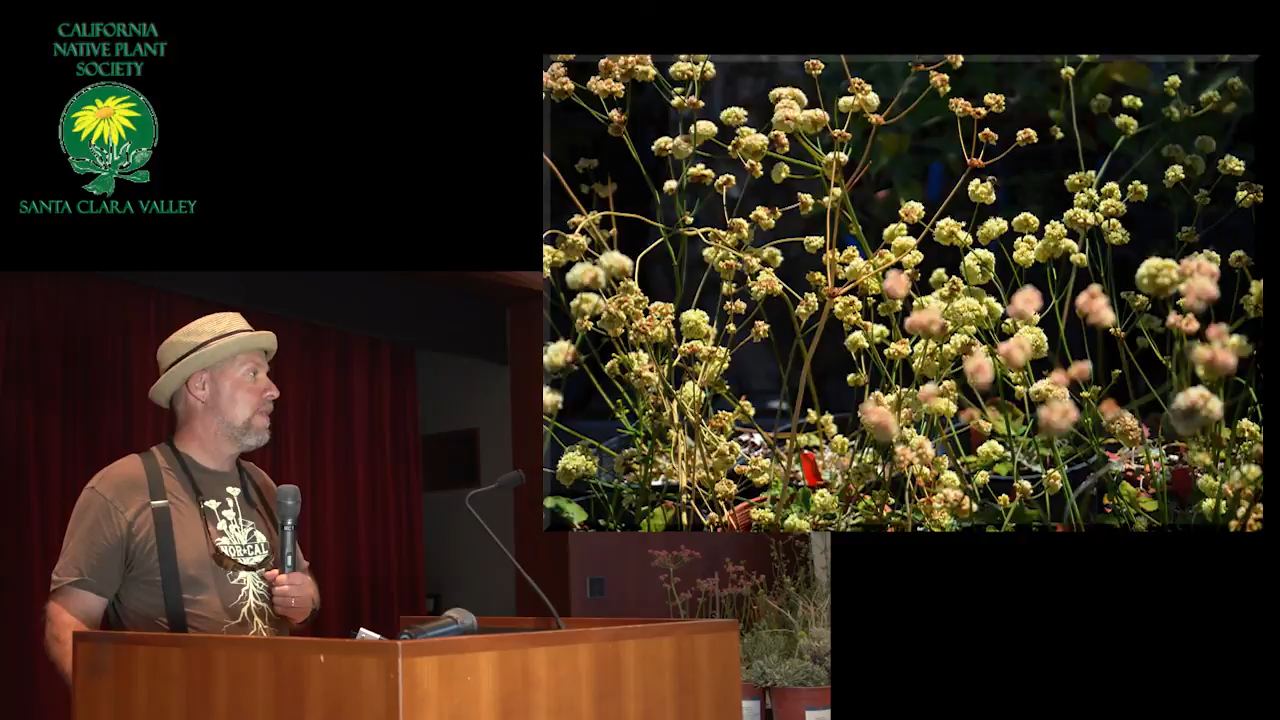 CALIFORNIA
NATIVE PLANT
SOCIETY
SANTA CLARA VALLEY
NOR CAL